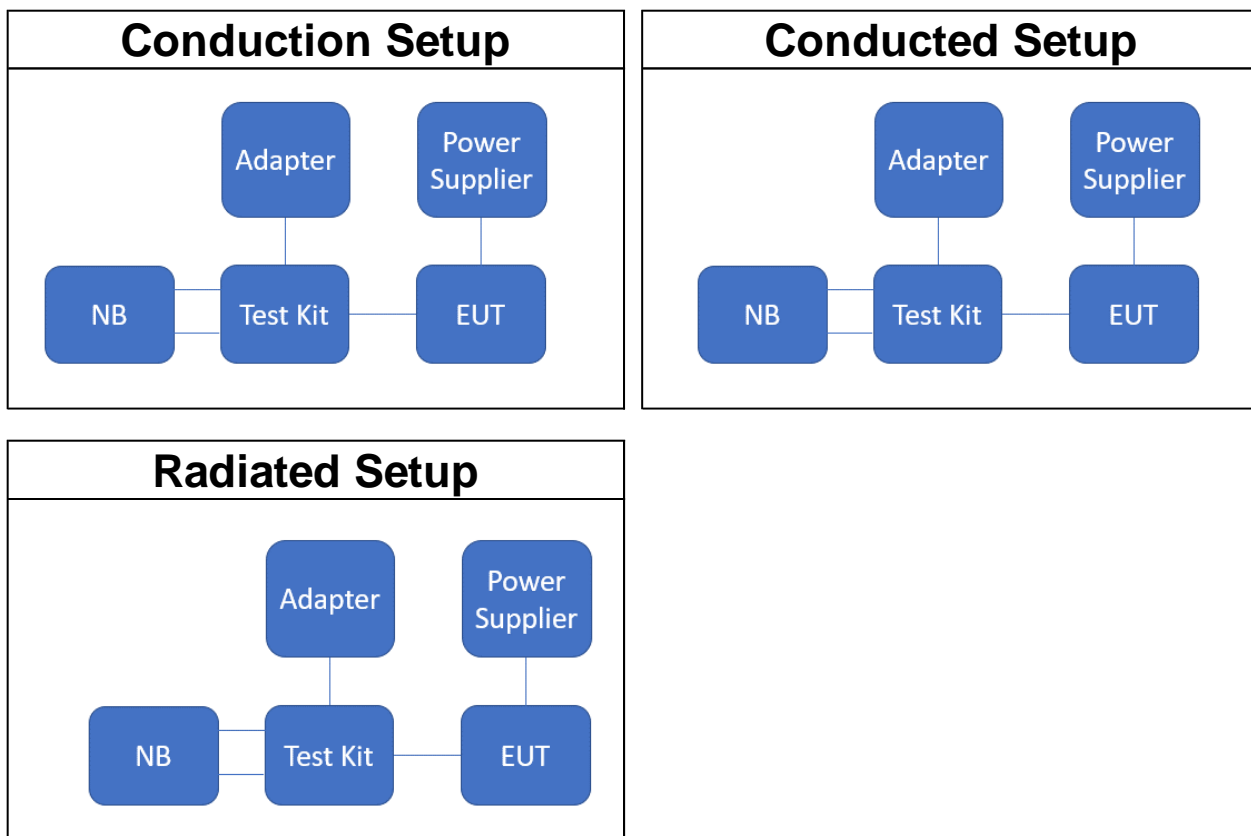 Conduction Setup
Adapter
Power
Supplier
NB
Test Kit
EUT
Conducted Setup
Adapter
Power
Supplier
NB
Test Kit
EUT
Radiated Setup
Adapter
Power
Supplier
NB
Test Kit
EUT